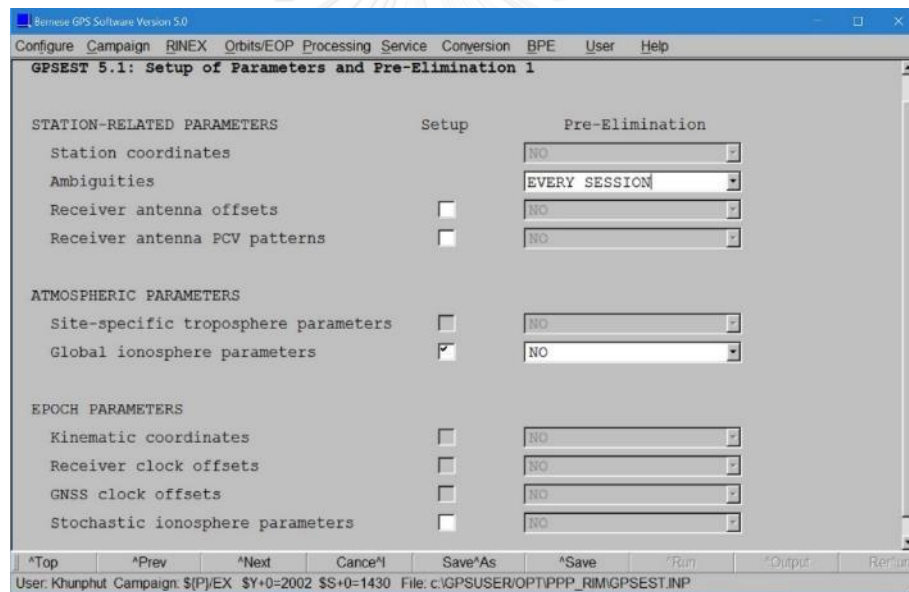 Bernese GPS Software Version 5.0
Configure Campaign RINEX Orbits/EOP Processing Service Conversion BPE User Help
GPSEST 5.1: Setup of Parameters and Pre-Elimination 1
STATION-RELATED PARAMETERS Setup Pre-Elimination
Station coordinates NO
Ambiguities EVERY SESSION
Receiver antenna offsets NO
Receiver antenna PCV patterns NO
ATMOSPHERIC PARAMETERS
Site-specific troposphere parameters NO
Global ionosphere parameters NO
EPOCH PARAMETERS
Kinematic coordinates NO
Receiver clock offsets NO
GNSS clock offsets NO
Stochastic ionosphere parameters NO
^Top ^Prev ^Next Cance^l Save^As ^Save ^Run ^Output
User: Khunphut Campaign: ${P}/EX $Y+0=2002 $S+0=1430 File: c:\GPSUSER/OPT\PPP_RIM\GPSEST.INP